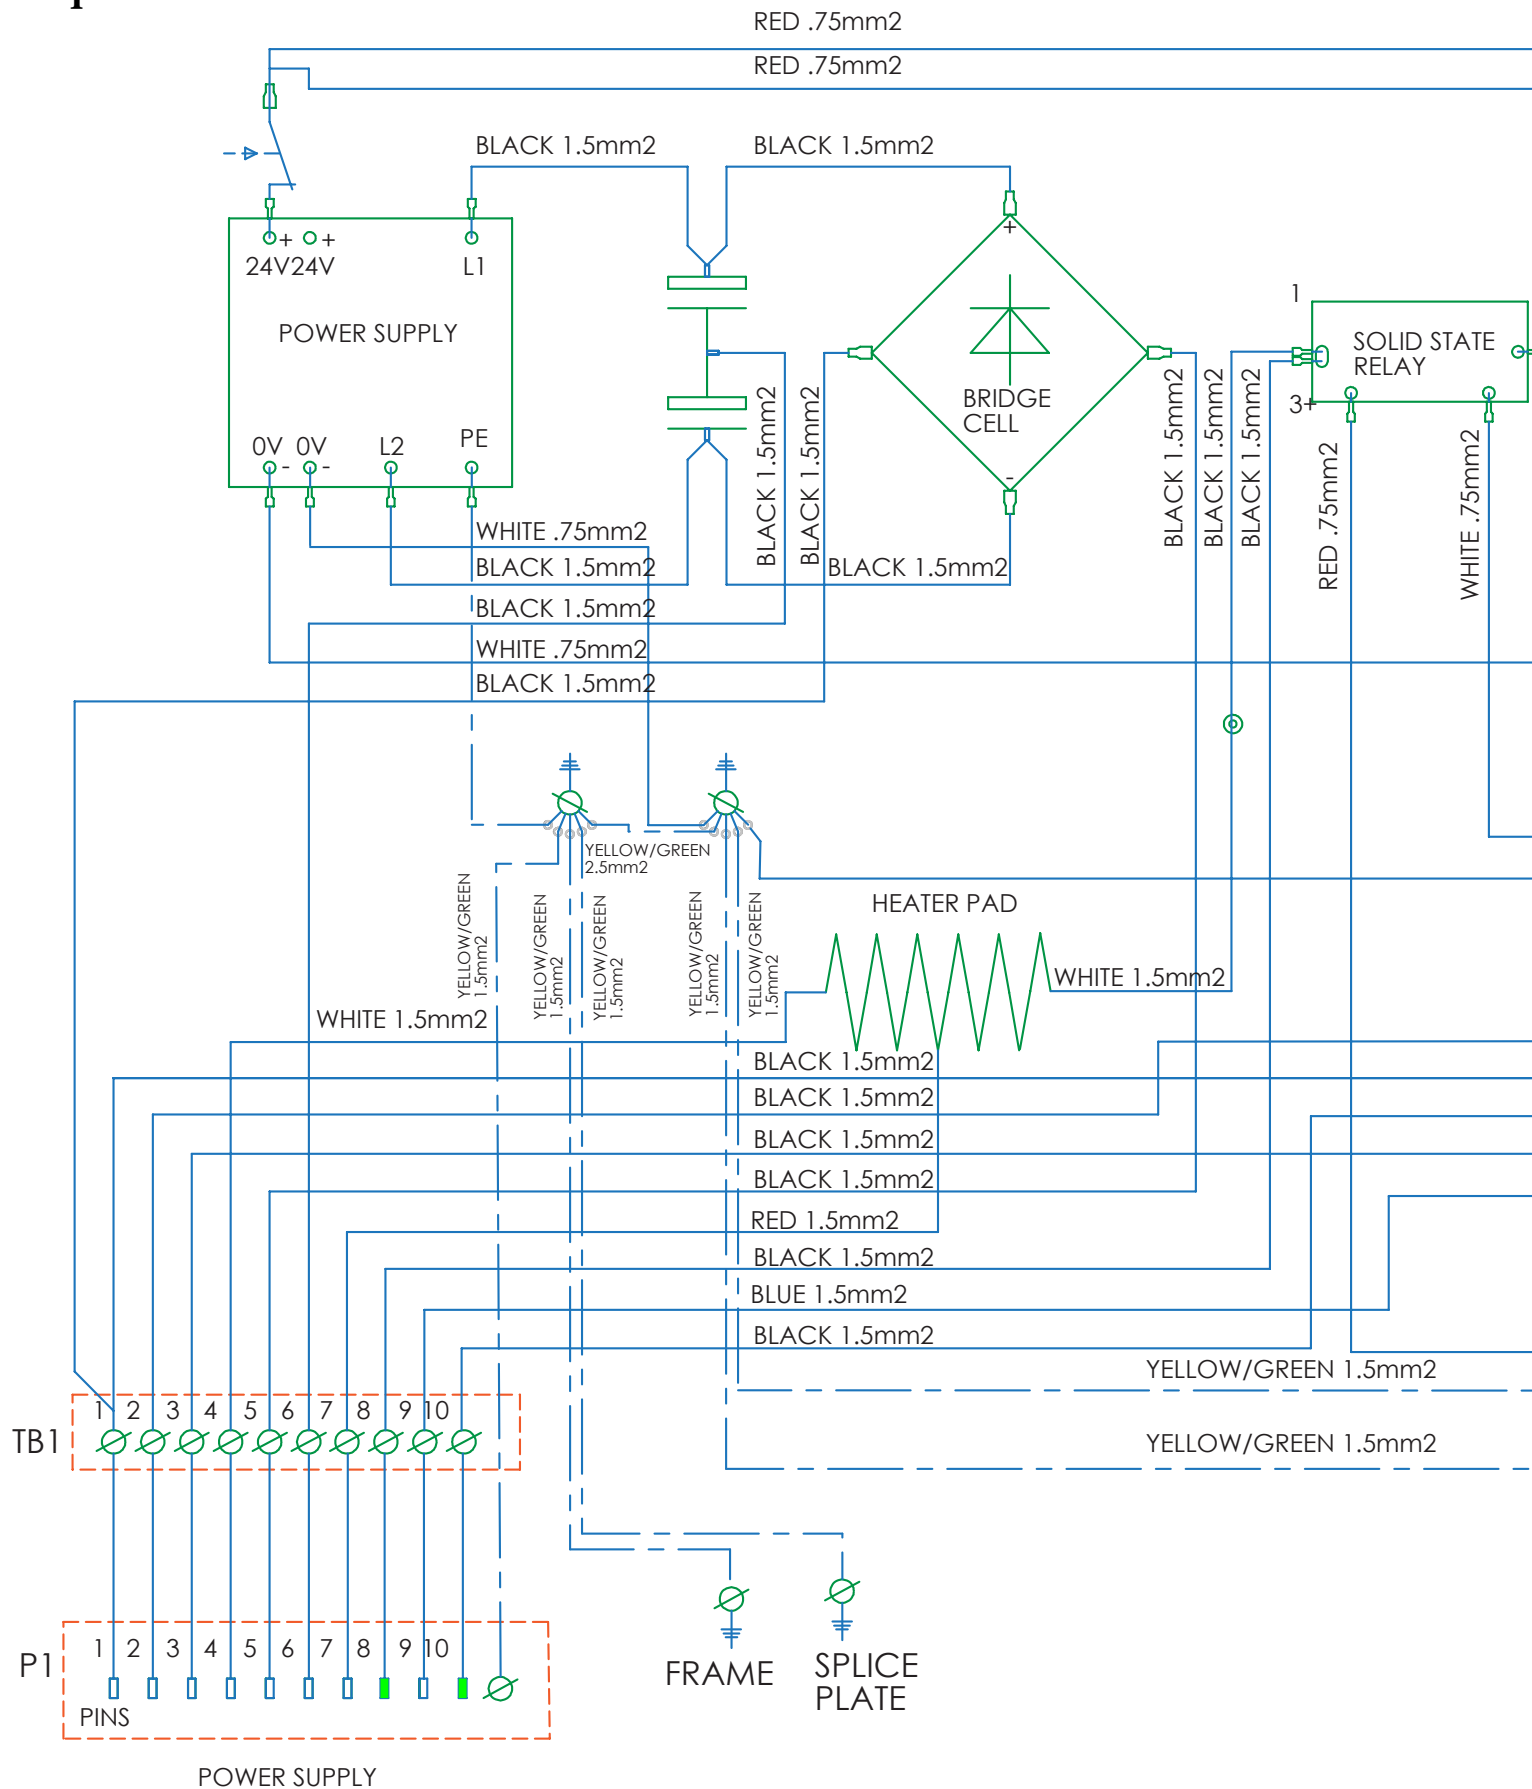 RED .75mm2
RED .75mm2
BLACK 1.5mm2
BLACK 1.5mm2
+ +
24V 24V
L1
POWER SUPPLY
0V 0V
- -
L2
PE
+
BRIDGE
CELL
-
1
SOLID STATE
RELAY
3+
BLACK 1.5mm2
BLACK 1.5mm2
BLACK 1.5mm2
BLACK 1.5mm2
BLACK 1.5mm2
RED .75mm2
WHITE .75mm2
WHITE .75mm2
BLACK 1.5mm2
BLACK 1.5mm2
BLACK 1.5mm2
WHITE .75mm2
BLACK 1.5mm2
YELLOW/GREEN
2.5mm2
YELLOW/GREEN
1.5mm2
YELLOW/GREEN
1.5mm2
YELLOW/GREEN
1.5mm2
YELLOW/GREEN
1.5mm2
YELLOW/GREEN
1.5mm2
HEATER PAD
WHITE 1.5mm2
WHITE 1.5mm2
BLACK 1.5mm2
BLACK 1.5mm2
BLACK 1.5mm2
BLACK 1.5mm2
RED 1.5mm2
BLACK 1.5mm2
BLUE 1.5mm2
BLACK 1.5mm2
YELLOW/GREEN 1.5mm2
YELLOW/GREEN 1.5mm2
TB1
1 2 3 4 5 6 7 8 9 10
P1
1 2 3 4 5 6 7 8 9 10
PINS
FRAME
SPLICE
PLATE
POWER SUPPLY